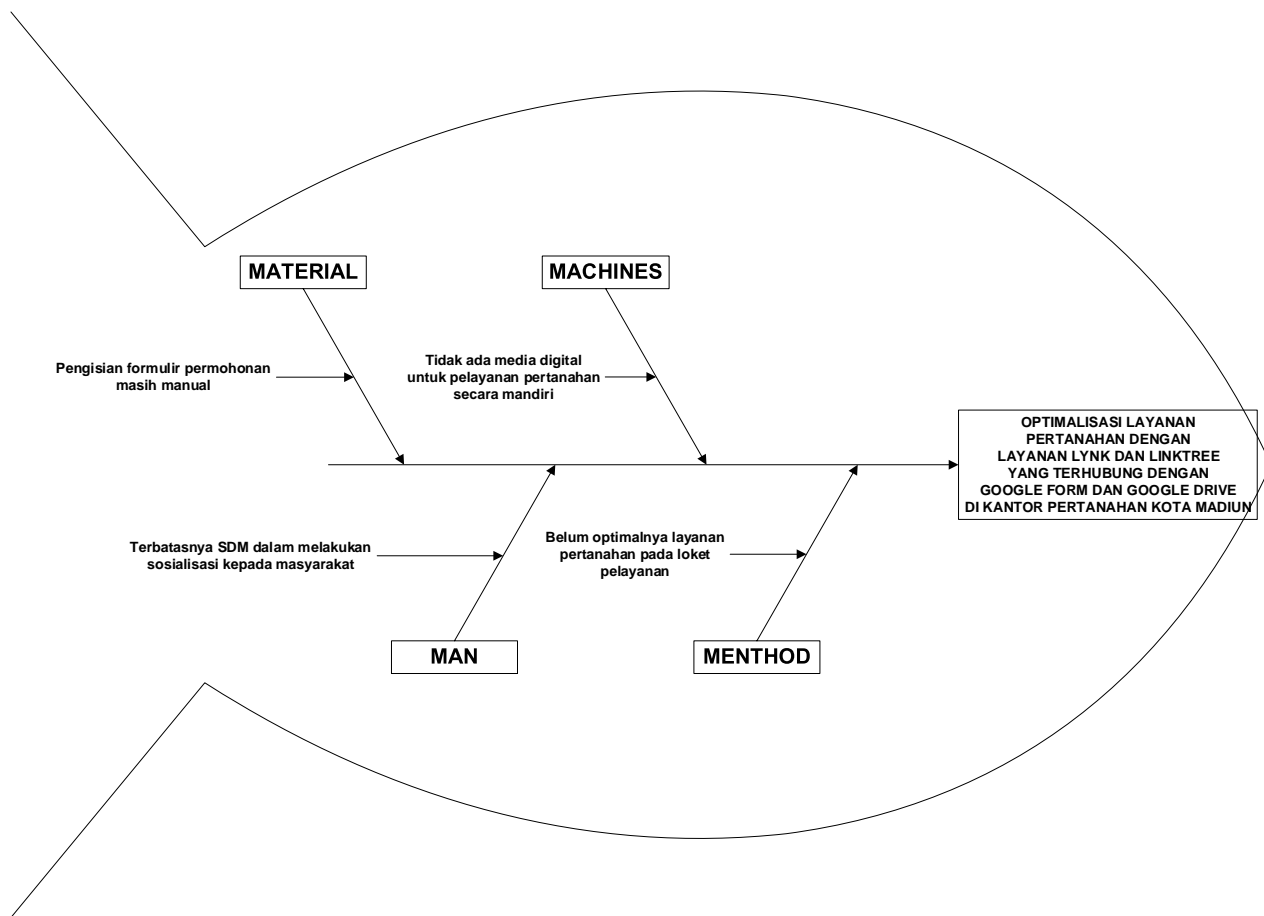 MATERIAL
MACHINES
Pengisian formulir permohonan
masih manual
Tidak ada media digital
untuk pelayanan pertanahan
secara mandiri
OPTIMALISASI LAYANAN
PERTANAHAN DENGAN
LAYANAN LYNK DAN LINKTREE
YANG TERHUBUNG DENGAN
GOOGLE FORM DAN GOOGLE DRIVE
DI KANTOR PERTANAHAN KOTA MADIUN
Terbatasnya SDM dalam melakukan
sosialisasi kepada masyarakat
Belum optimalnya layanan
pertanahan pada loket
pelayanan
MAN
MENTHOD